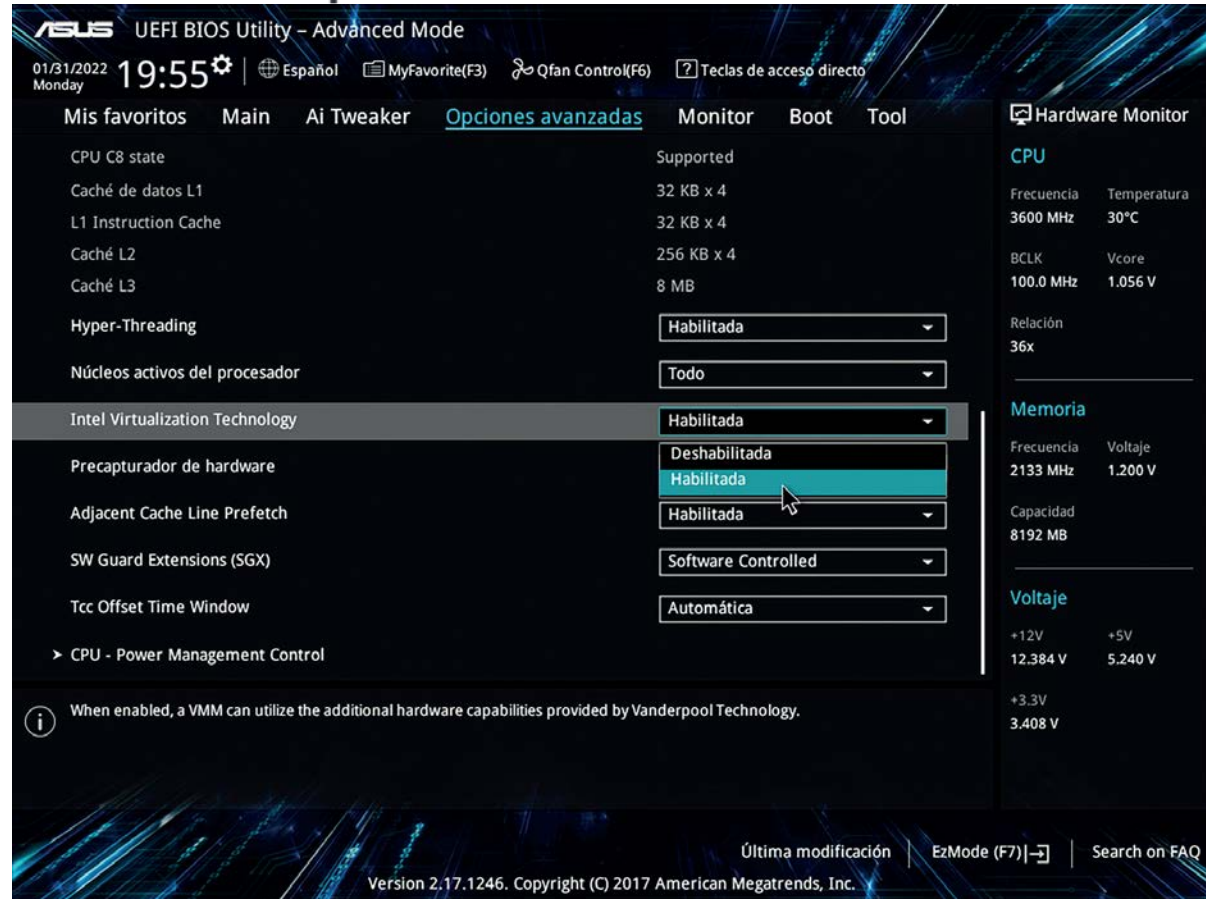 ASUS UEFI BIOS Utility – Advanced Mode
01/31/2022 Monday 19:55 Español MyFavorite(F3) Qfan Control(F6) ? Teclas de acceso directo
Mis favoritos Main Ai Tweaker Opciones avanzadas Monitor Boot Tool
CPU C8 state Supported
Caché de datos L1 32 KB x 4
L1 Instruction Cache 32 KB x 4
Caché L2 256 KB x 4
Caché L3 8 MB
Hyper-Threading Habilitada
Núcleos activos del procesador Todo
Intel Virtualization Technology Habilitada
Deshabilitada
Habilitada
Precapturador de hardware
Adjacent Cache Line Prefetch Habilitada
SW Guard Extensions (SGX) Software Controlled
Tcc Offset Time Window Automática
> CPU - Power Management Control
i When enabled, a VMM can utilize the additional hardware capabilities provided by Vanderpool Technology.
Hardware Monitor
CPU
Frecuencia Temperatura
3600 MHz 30°C
BCLK Vcore
100.0 MHz 1.056 V
Relación
36x
Memoria
Frecuencia Voltaje
2133 MHz 1.200 V
Capacidad
8192 MB
Voltaje
+12V +5V
12.384 V 5.240 V
+3.3V
3.408 V
Última modificación EzMode (F7) Search on FAQ
Version 2.17.1246. Copyright (C) 2017 American Megatrends, Inc.